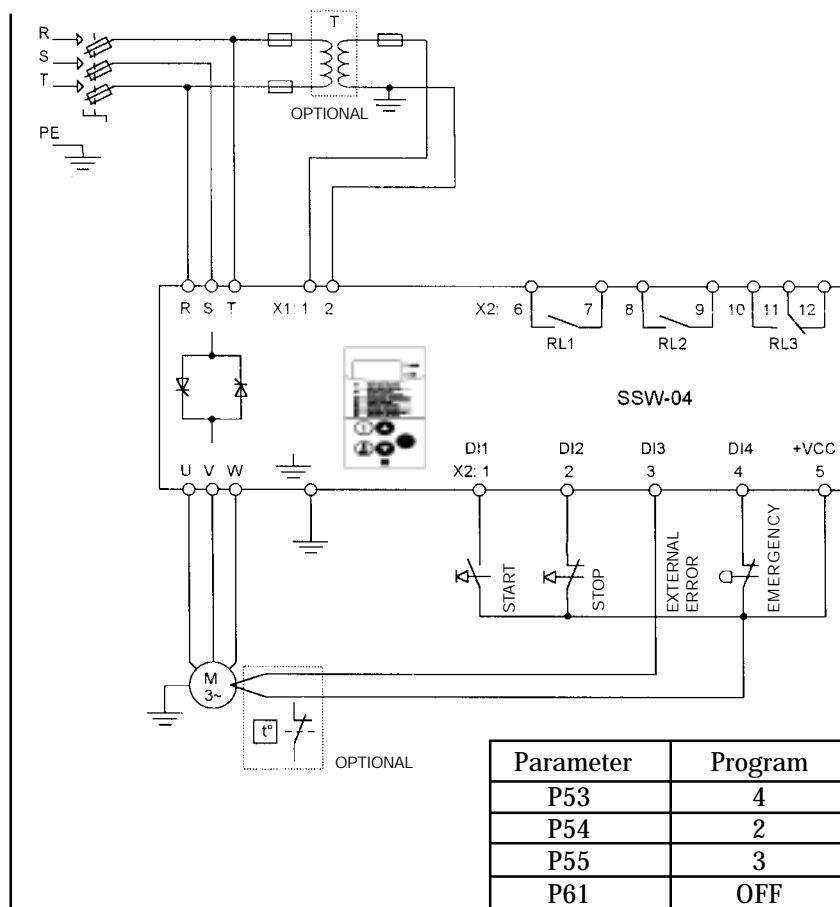 R
T
S
T
OPTIONAL
PE
R S T X1: 1 2 X2: 6 7 8 9 10 11 12
RL1 RL2 RL3
SSW-04
DI1 DI2 DI3 DI4 +VCC
U V W X2: 1 2 3 4 5
START
STOP
EXTERNAL
ERROR
EMERGENCY
M
3~
t°
OPTIONAL
Parameter Program
P53 4
P54 2
P55 3
P61 OFF